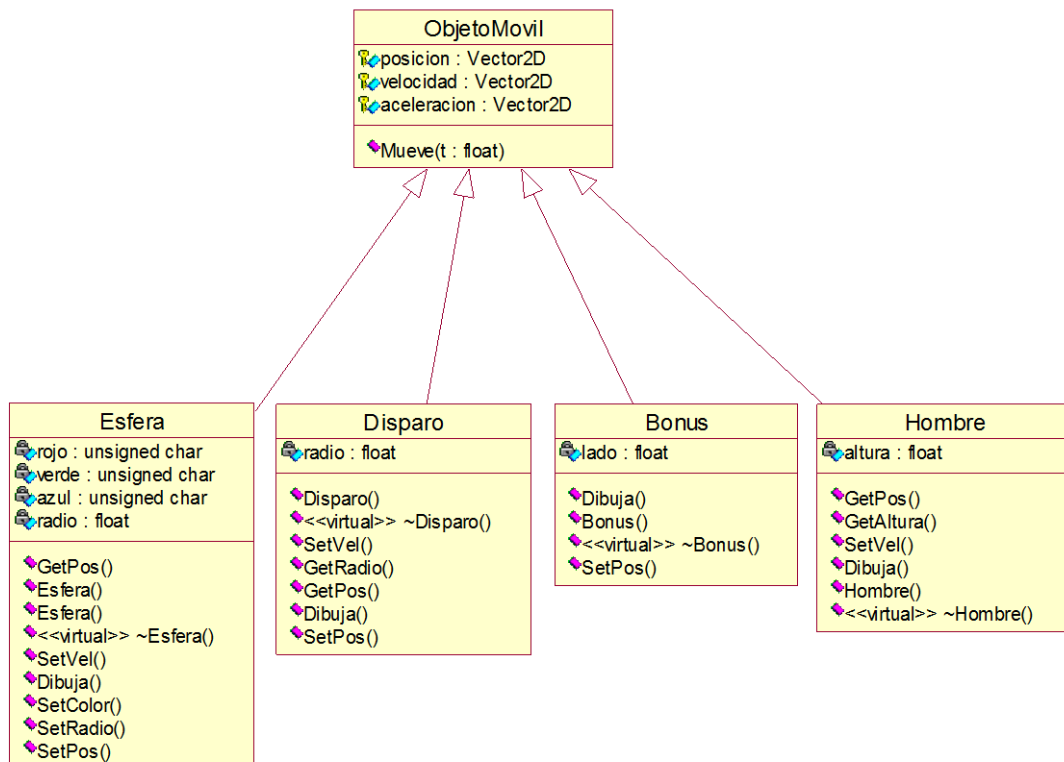 ObjetoMovil
posicion : Vector2D
velocidad : Vector2D
aceleracion : Vector2D
Mueve(t : float)
Esfera
rojo : unsigned char
verde : unsigned char
azul : unsigned char
radio : float
GetPos()
Esfera()
Esfera()
<<virtual>> ~Esfera()
SetVel()
Dibuja()
SetColor()
SetRadio()
SetPos()
Disparo
radio : float
Disparo()
<<virtual>> ~Disparo()
SetVel()
GetRadio()
GetPos()
Dibuja()
SetPos()
Bonus
lado : float
Dibuja()
Bonus()
<<virtual>> ~Bonus()
SetPos()
Hombre
altura : float
GetPos()
GetAltura()
SetVel()
Dibuja()
Hombre()
<<virtual>> ~Hombre()